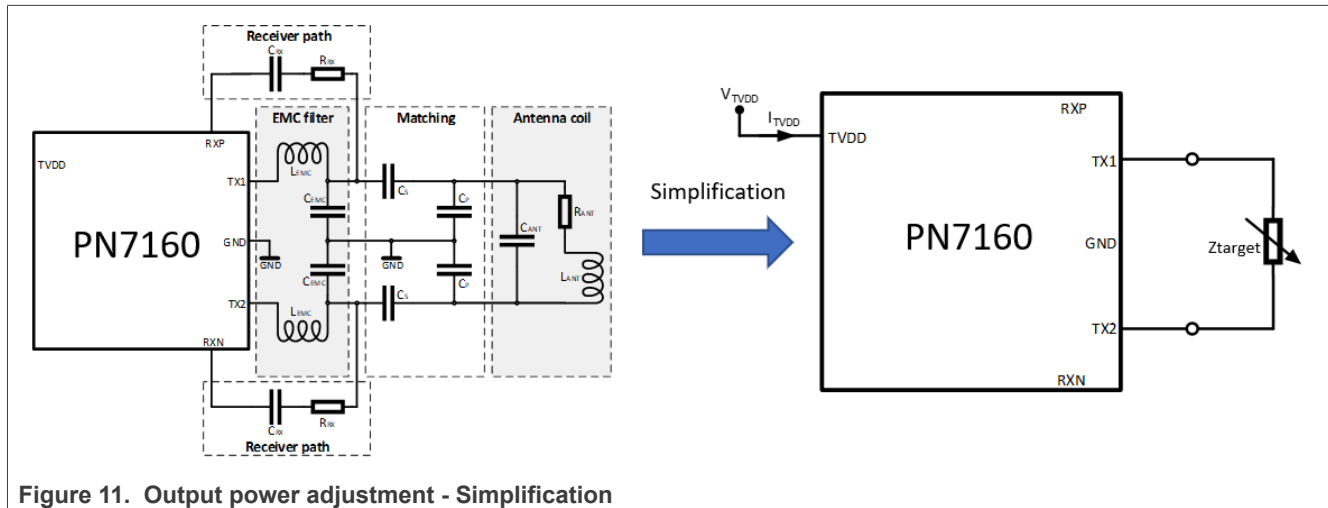 Receiver path
CRX
RRX
EMC filter
Matching
Antenna coil
RXP
TVDD
LEMC
TX1
CS
CEMC
CP
RANT
CANT
PN7160
GND
GND
GND
CEMC
CP
LANT
TX2
CS
LEMC
RXN
CRX
RRX
Receiver path
Simplification
VTVDD
ITVDD
RXP
TVDD
TX1
PN7160
GND
Ztarget
TX2
RXN
Figure 11. Output power adjustment - Simplification